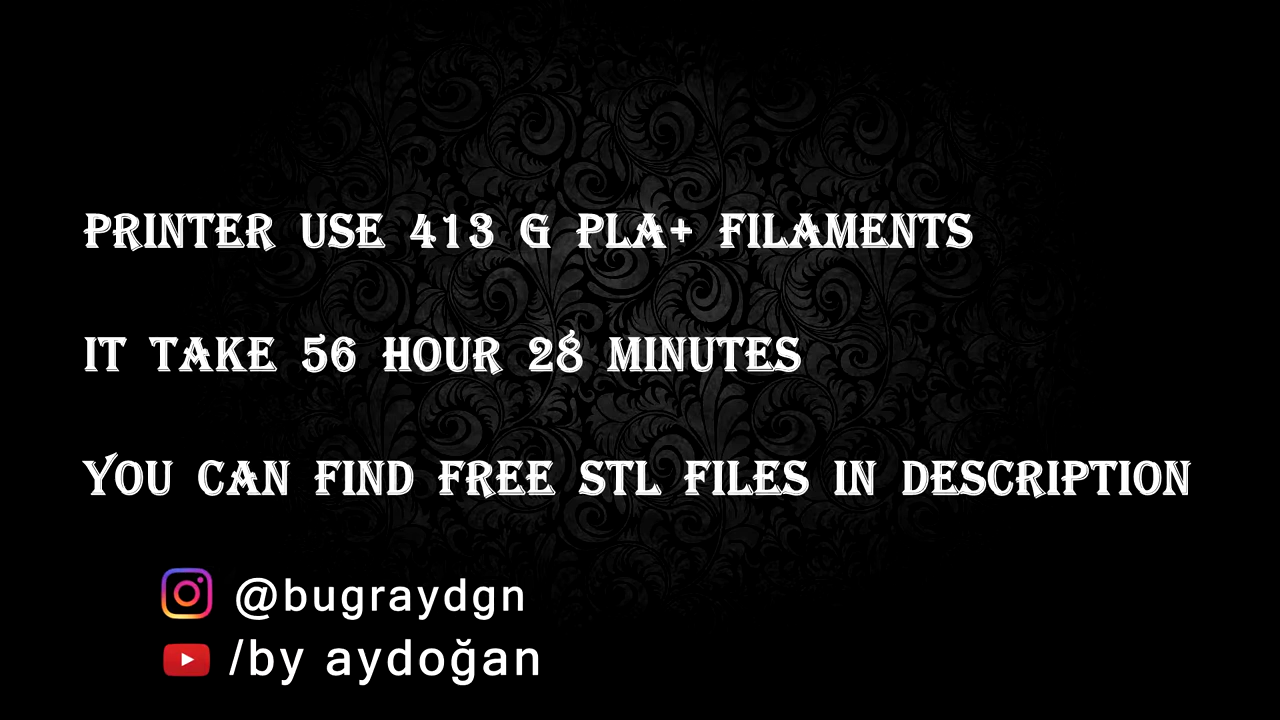 PRINTER USE 413 G PLA+ FILAMENTS
IT TAKE 56 HOUR 28 MINUTES
YOU CAN FIND FREE STL FILES IN DESCRIPTION
@bugraydgn
/by aydoğan